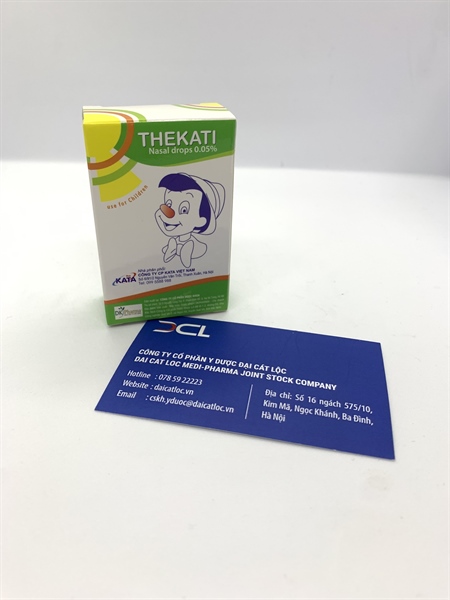 THEKATI
Nasal drops 0.05%
use for Children
KATA
Nhà phân phối
CÔNG TY CP KATA VIỆT NAM
DCL
CÔNG TY CỔ PHẦN Y DƯỢC ĐẠI CÁT LỘC
DAI CAT LOC MEDI-PHARMA JOINT STOCK COMPANY
Hotline : 078 59 22223
Website : daicatloc.vn
Email : cskh.yduoc@daicatloc.vn
Địa chỉ: Số 16 ngách 575/10,
Kim Mã, Ngọc Khánh, Ba Đình,
Hà Nội